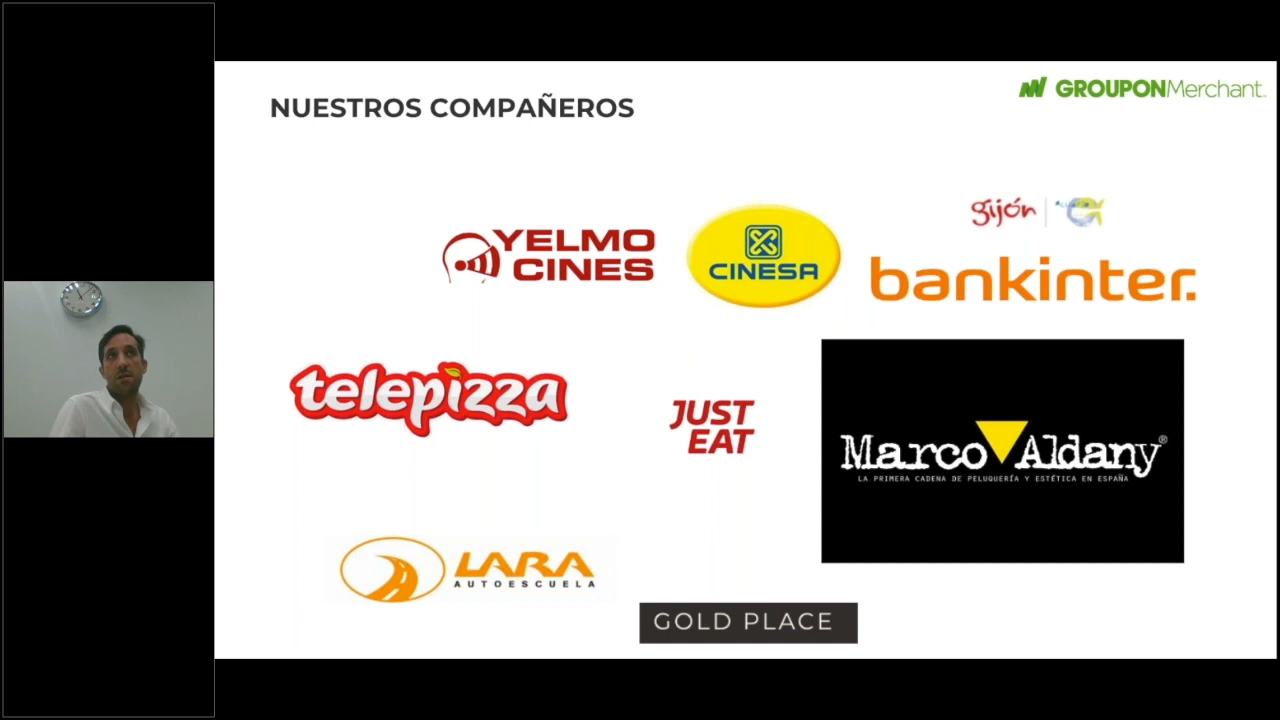 NUESTROS COMPAÑEROS
GROUPONMerchant
gijón
YELMO
CINES
CINESA
bankinter.
telepizza
JUST
EAT
Marco Aldany®
LA PRIMERA CADENA DE PELUQUERÍA Y ESTÉTICA EN ESPAÑA
LARA
AUTOESCUELA
GOLD PLACE